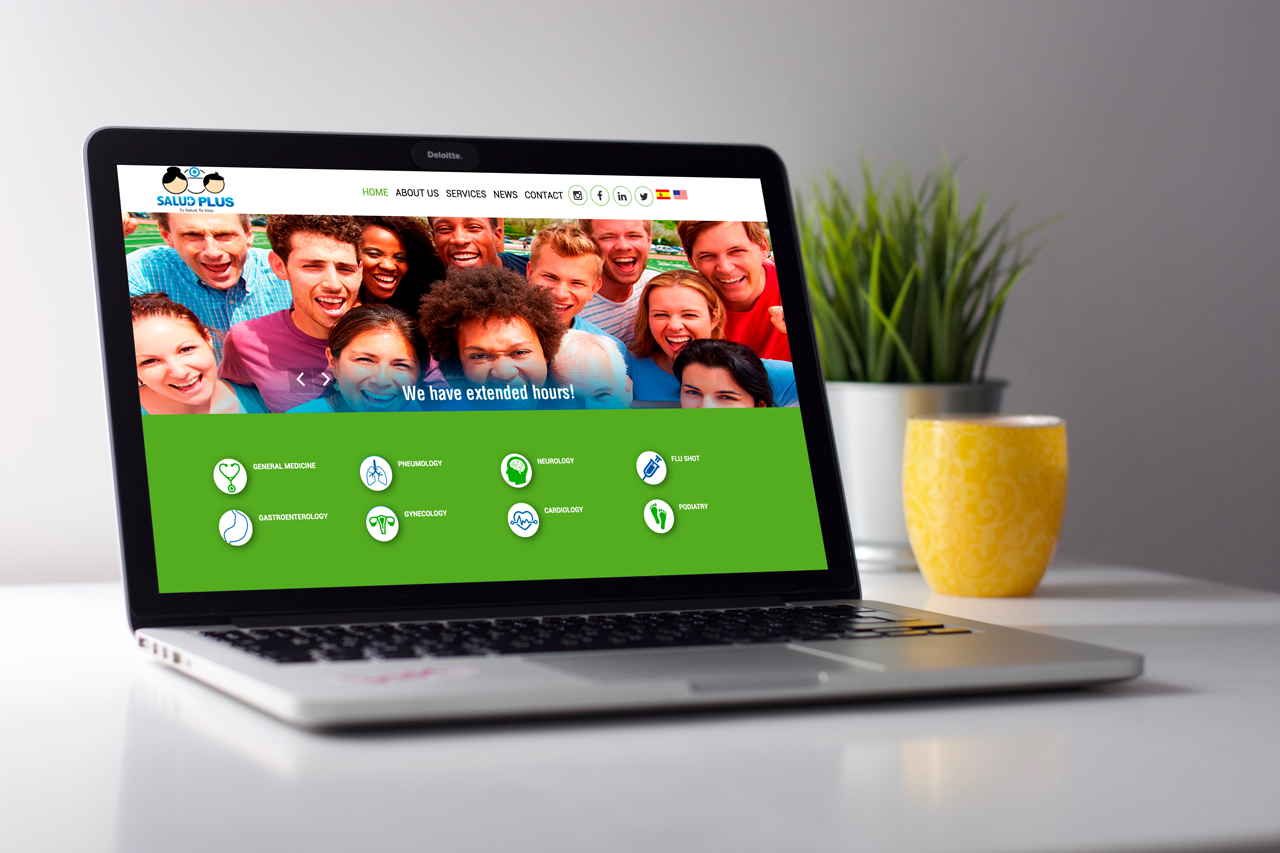 Deloitte.
SALUD PLUS
Tu Salud, Tu Vida
HOME ABOUT US SERVICES NEWS CONTACT
We have extended hours!
GENERAL MEDICINE PNEUMOLOGY NEUROLOGY FLU SHOT
GASTROENTEROLOGY GYNECOLOGY CARDIOLOGY PODIATRY